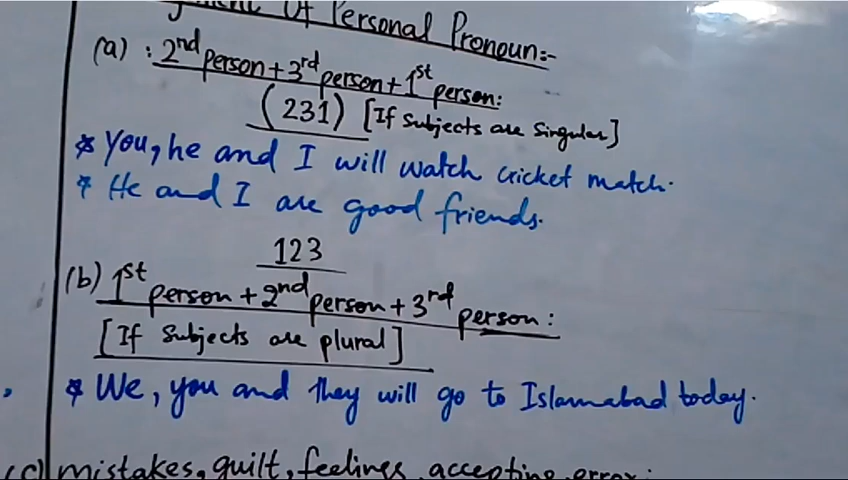 Of Personal Pronoun:-
(a) : 2nd person + 3rd person + 1st person:
(231) [If Subjects are Singular]
* You, he and I will watch cricket match.
* He and I are good friends.
123
(b) 1st person + 2nd person + 3rd person:
[If Subjects are plural]
* We, you and they will go to Islamabad today.
(c) mistakes, guilt, feelings, accepting error: